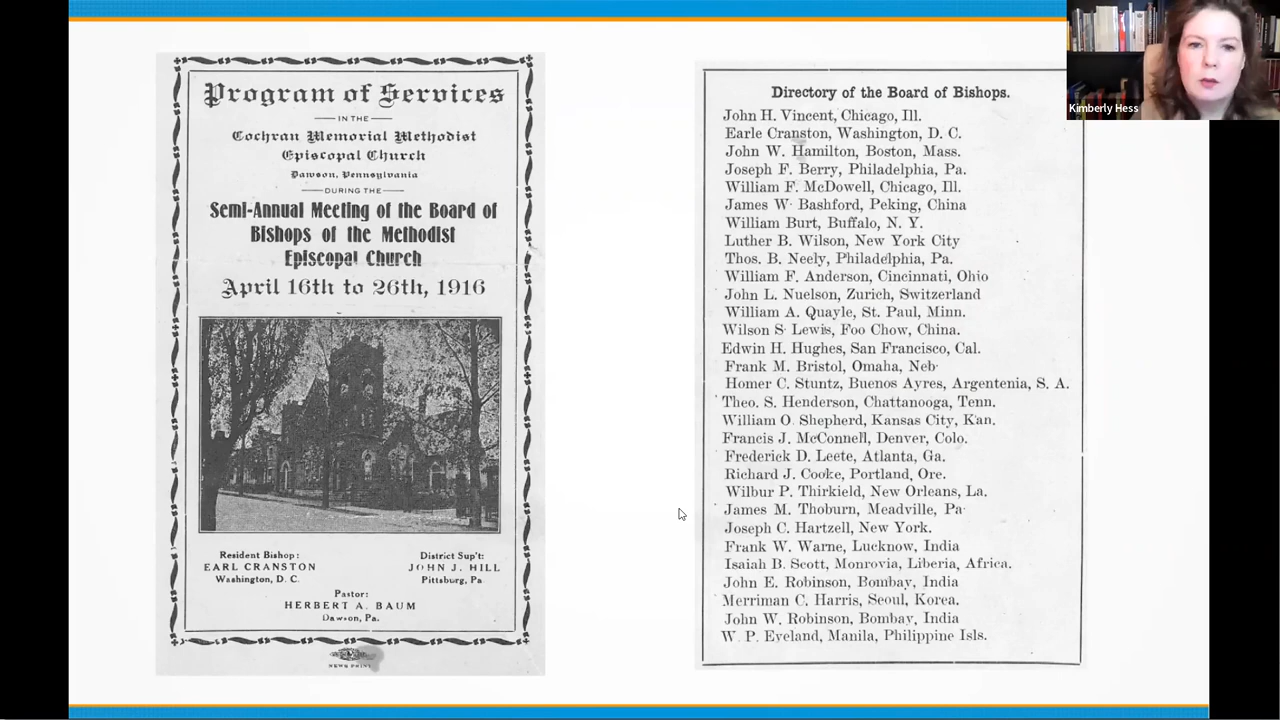 Program of Services
IN THE
Cochran Memorial Methodist
Episcopal Church
Dawson, Pennsylvania
DURING THE
Semi-Annual Meeting of the Board of
Bishops of the Methodist
Episcopal Church
April 16th to 26th, 1916
Resident Bishop:
EARL CRANSTON
Washington, D. C.
District Sup't:
JOHN J. HILL
Pittsburg, Pa
Pastor:
HERBERT A. BAUM
Dawson, Pa.
NEWS PRINT
Directory of the Board of Bishops.
John H. Vincent, Chicago, Ill.
Earle Cranston, Washington, D. C.
John W. Hamilton, Boston, Mass.
Joseph F. Berry, Philadelphia, Pa.
William F. McDowell, Chicago, Ill.
James W. Bashford, Peking, China
William Burt, Buffalo, N. Y.
Luther B. Wilson, New York City
Thos. B. Neely, Philadelphia, Pa.
William F. Anderson, Cincinnati, Ohio
John L. Nuelson, Zurich, Switzerland
William A. Quayle, St. Paul, Minn.
Wilson S. Lewis, Foo Chow, China.
Edwin H. Hughes, San Francisco, Cal.
Frank M. Bristol, Omaha, Neb.
Homer C. Stuntz, Buenos Ayres, Argentenia, S. A.
Theo. S. Henderson, Chattanooga, Tenn.
William O. Shepherd, Kansas City, Kan.
Francis J. McConnell, Denver, Colo.
Frederick D. Leete, Atlanta, Ga.
Richard J. Cooke, Portland, Ore.
Wilbur P. Thirkield, New Orleans, La.
James M. Thoburn, Meadville, Pa.
Joseph C. Hartzell, New York.
Frank W. Warne, Lucknow, India
Isaiah B. Scott, Monrovia, Liberia, Africa.
John E. Robinson, Bombay, India
Merriman C. Harris, Seoul, Korea.
John W. Robinson, Bombay, India
W. P. Eyeland, Manila, Philippine Isls.
Kimberly Hess